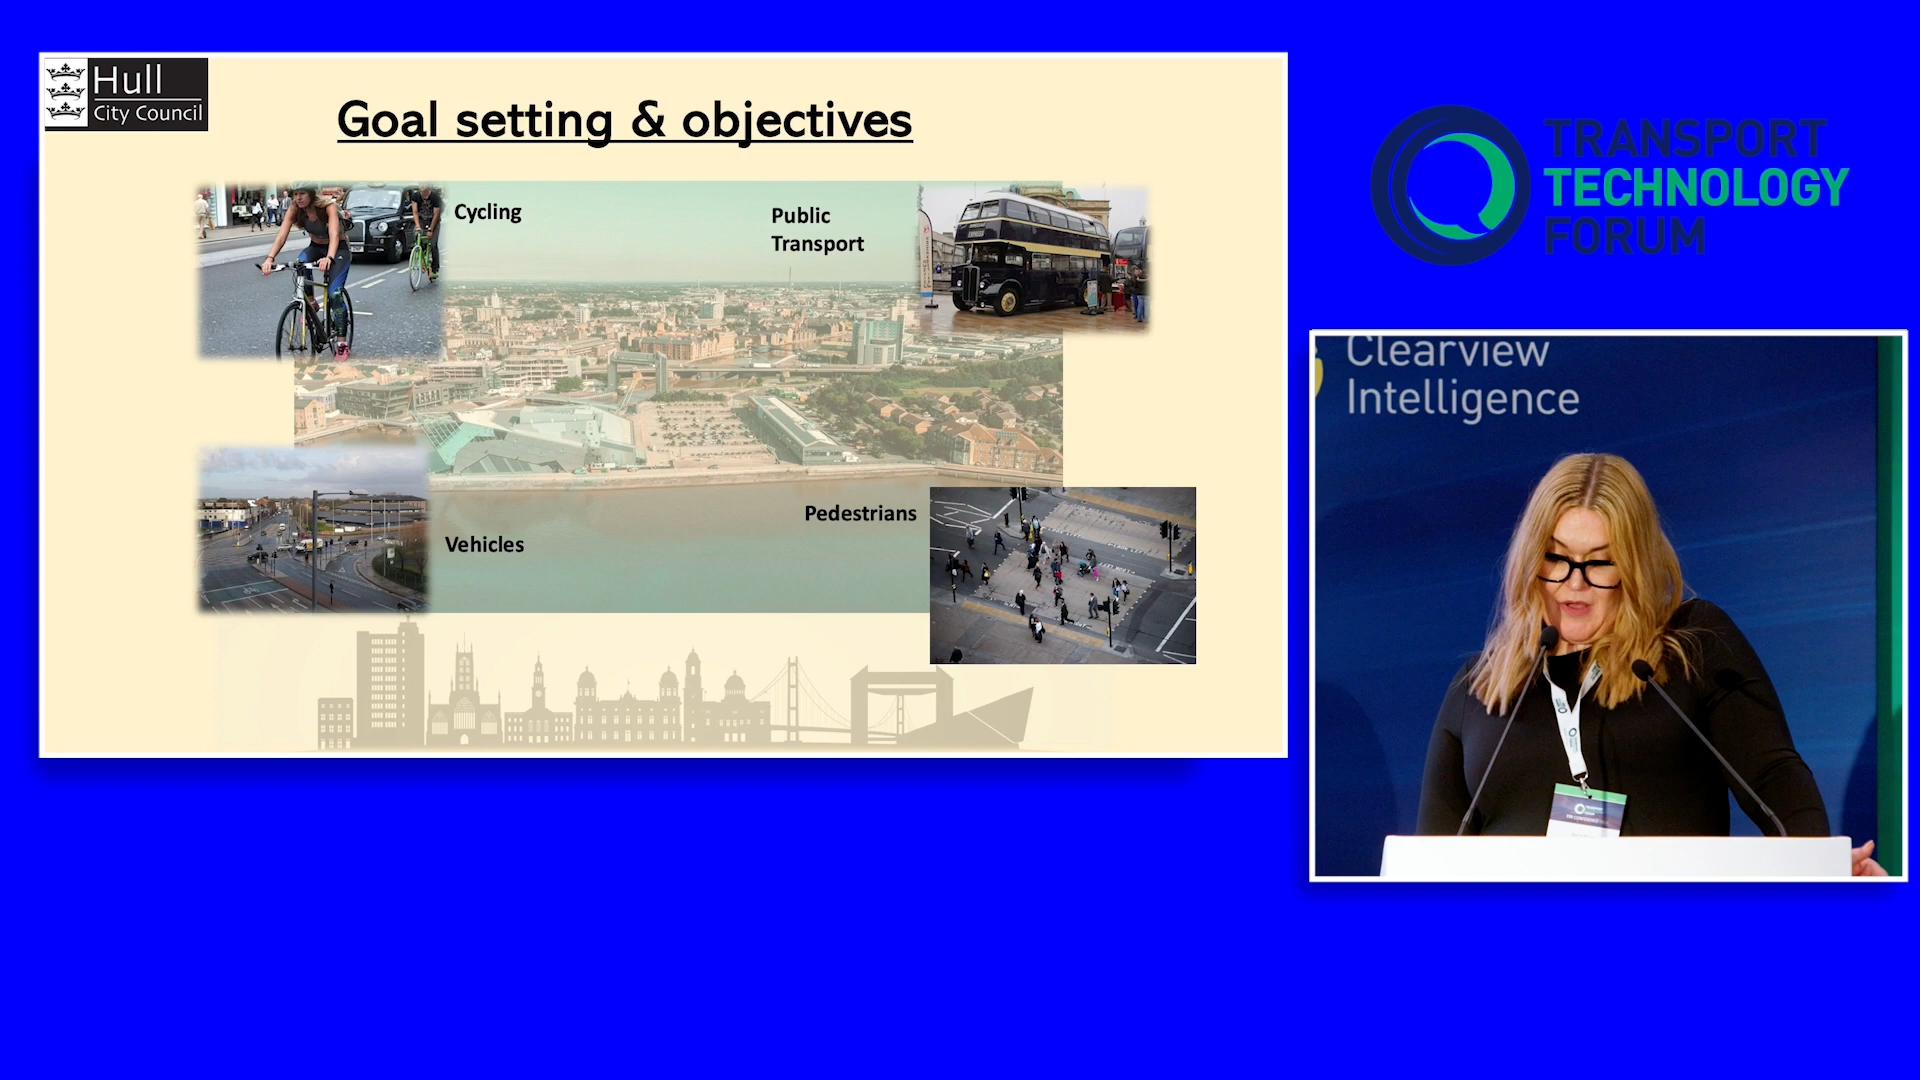 Hull
City Council
Goal setting & objectives
Cycling
Public
Transport
Vehicles
Pedestrians
TRANSPORT
TECHNOLOGY
FORUM
Clearview
Intelligence